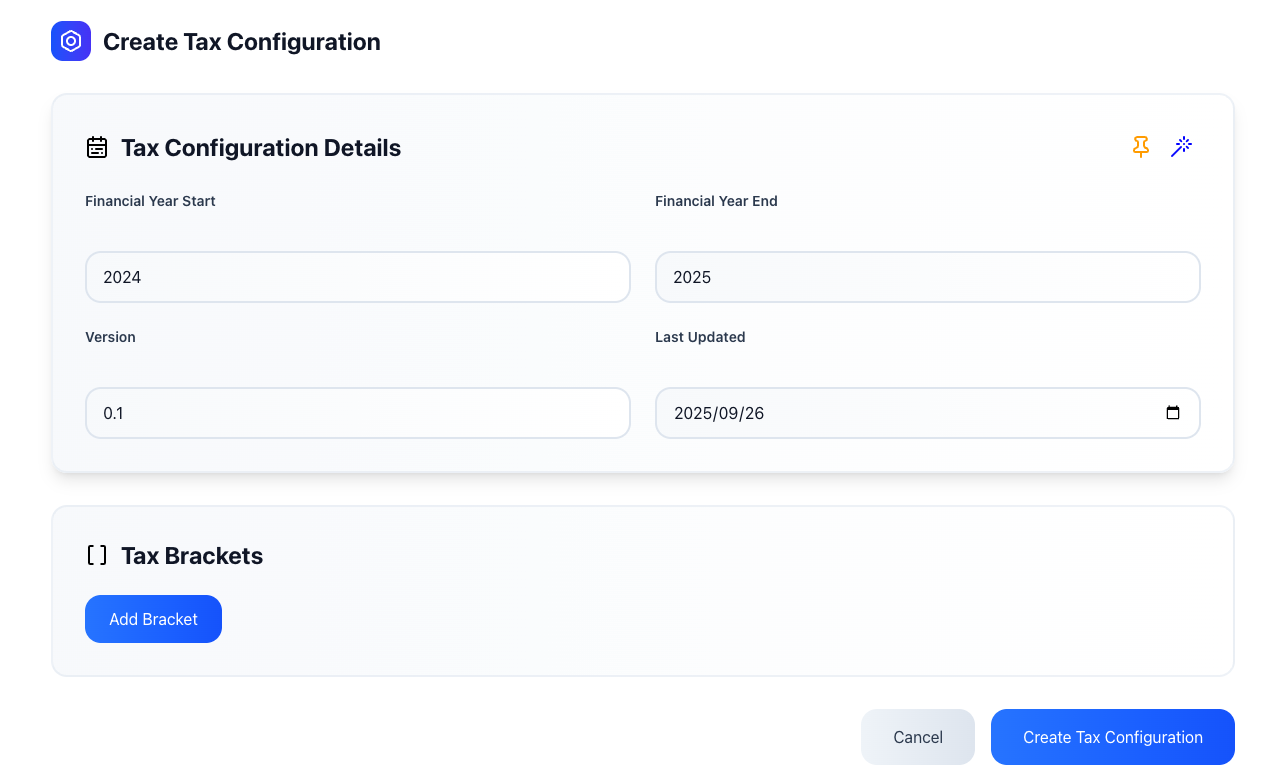 Create Tax Configuration
Tax Configuration Details
Financial Year Start
Financial Year End
2024
2025
Version
Last Updated
0.1
2025/09/26
Tax Brackets
Add Bracket
Cancel
Create Tax Configuration